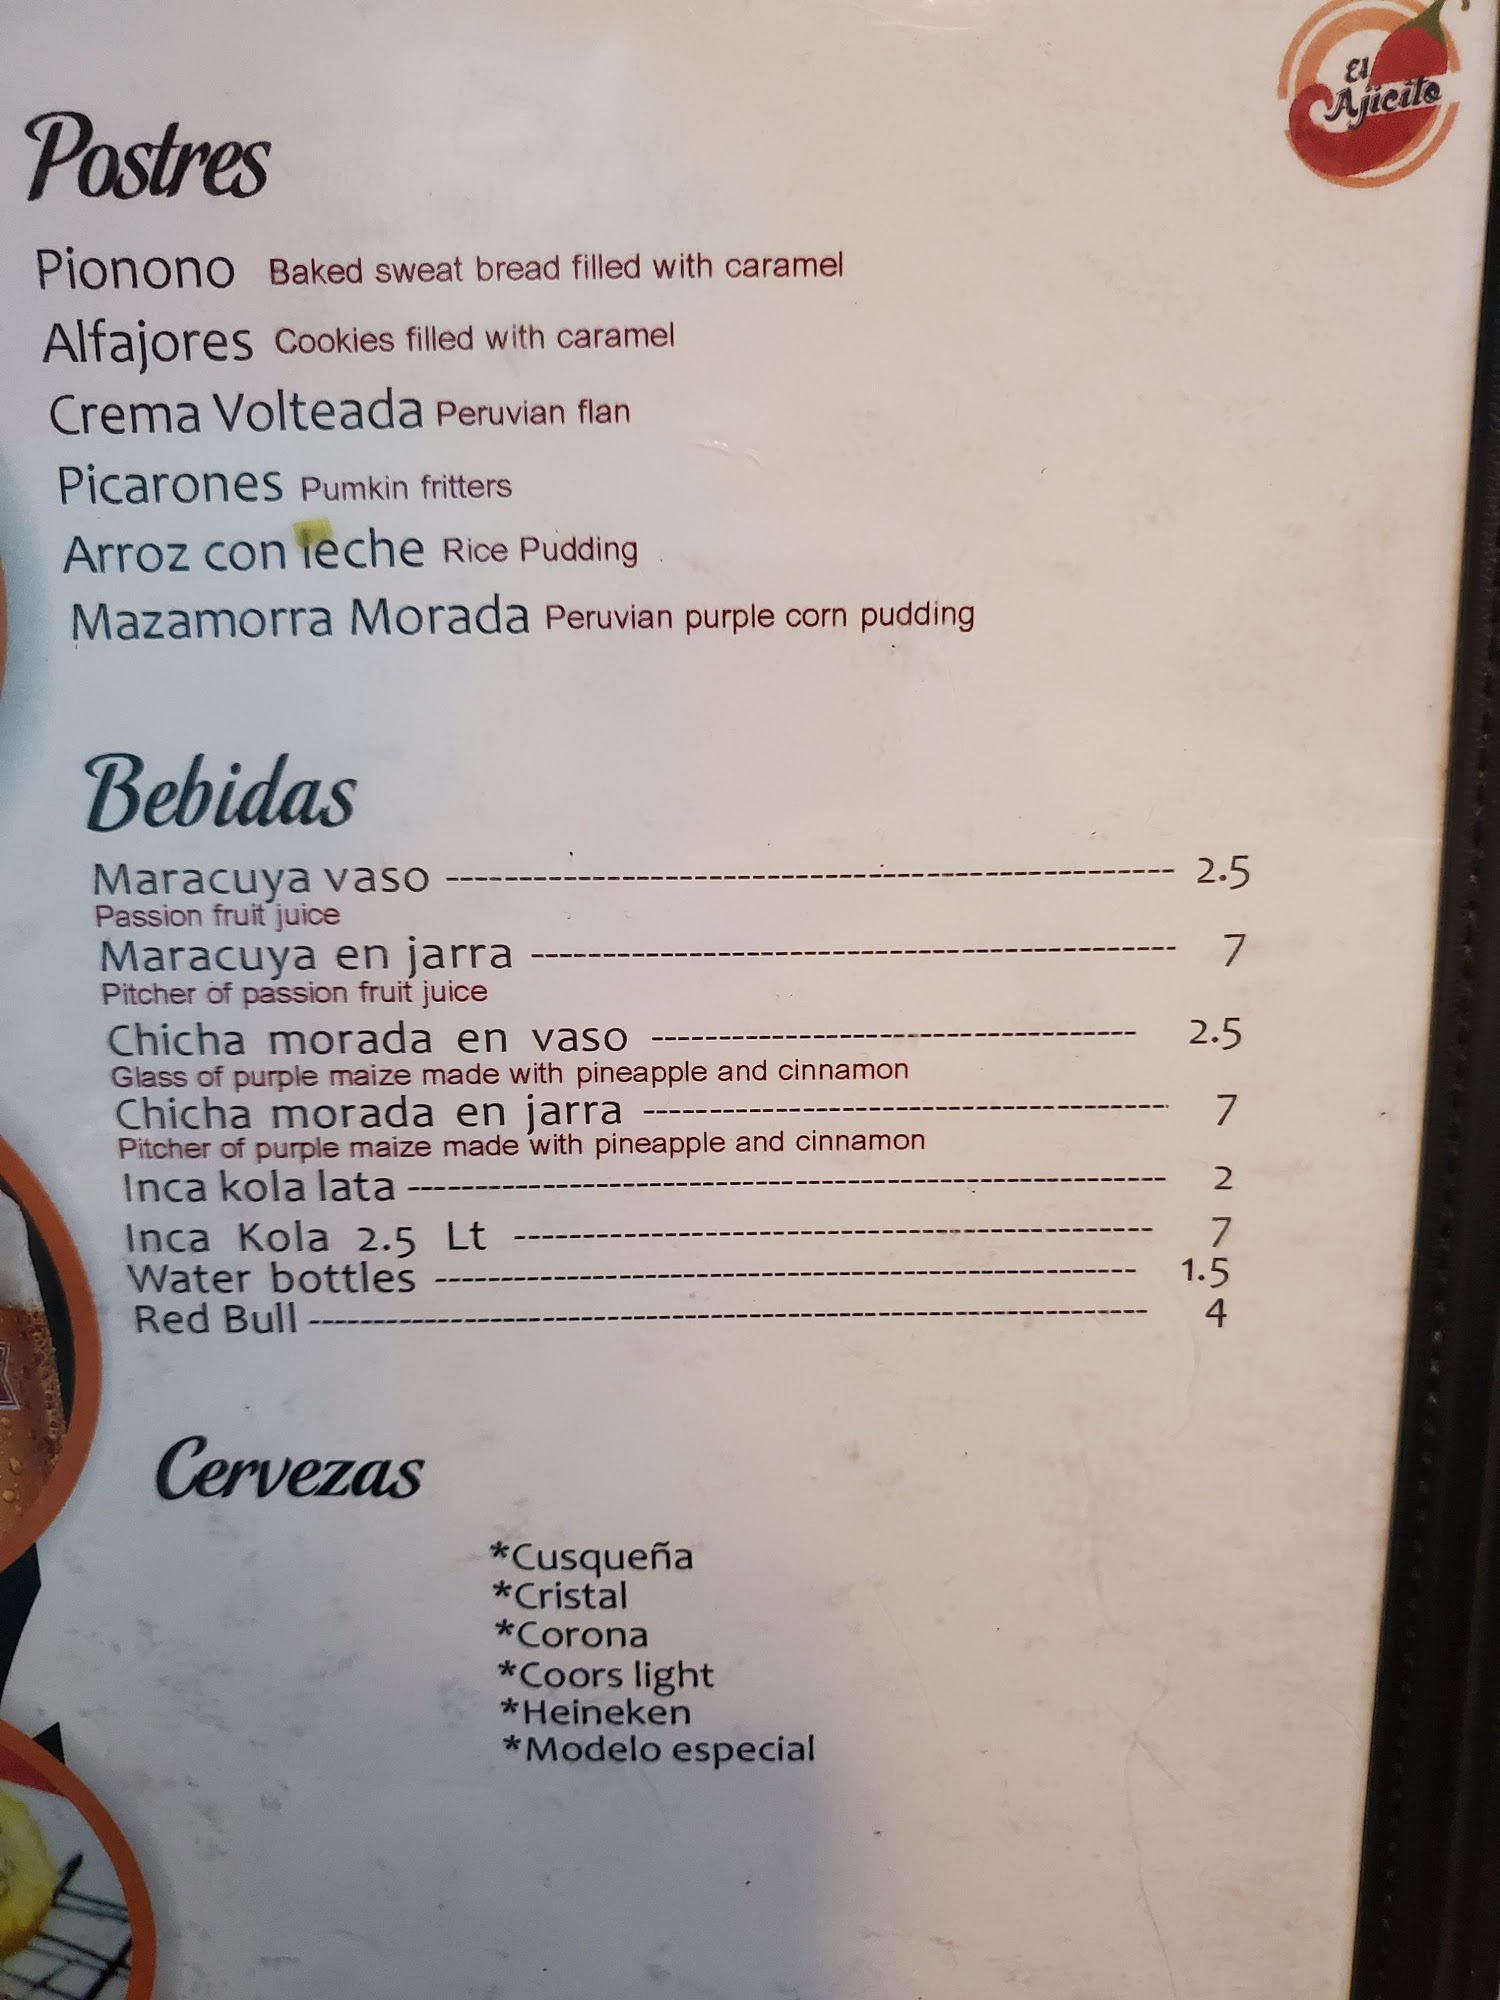 El
Ajicito
Postres
Pionono Baked sweat bread filled with caramel
Alfajores Cookies filled with caramel
Crema Volteada Peruvian flan
Picarones Pumkin fritters
Arroz con leche Rice Pudding
Mazamorra Morada Peruvian purple corn pudding
Bebidas
Maracuya vaso 2.5
Passion fruit juice
Maracuya en jarra 7
Pitcher of passion fruit juice
Chicha morada en vaso 2.5
Glass of purple maize made with pineapple and cinnamon
Chicha morada en jarra 7
Pitcher of purple maize made with pineapple and cinnamon
Inca kola lata 2
Inca Kola 2.5 Lt 7
Water bottles 1.5
Red Bull 4
Cervezas
*Cusqueña
*Cristal
*Corona
*Coors light
*Heineken
*Modelo especial